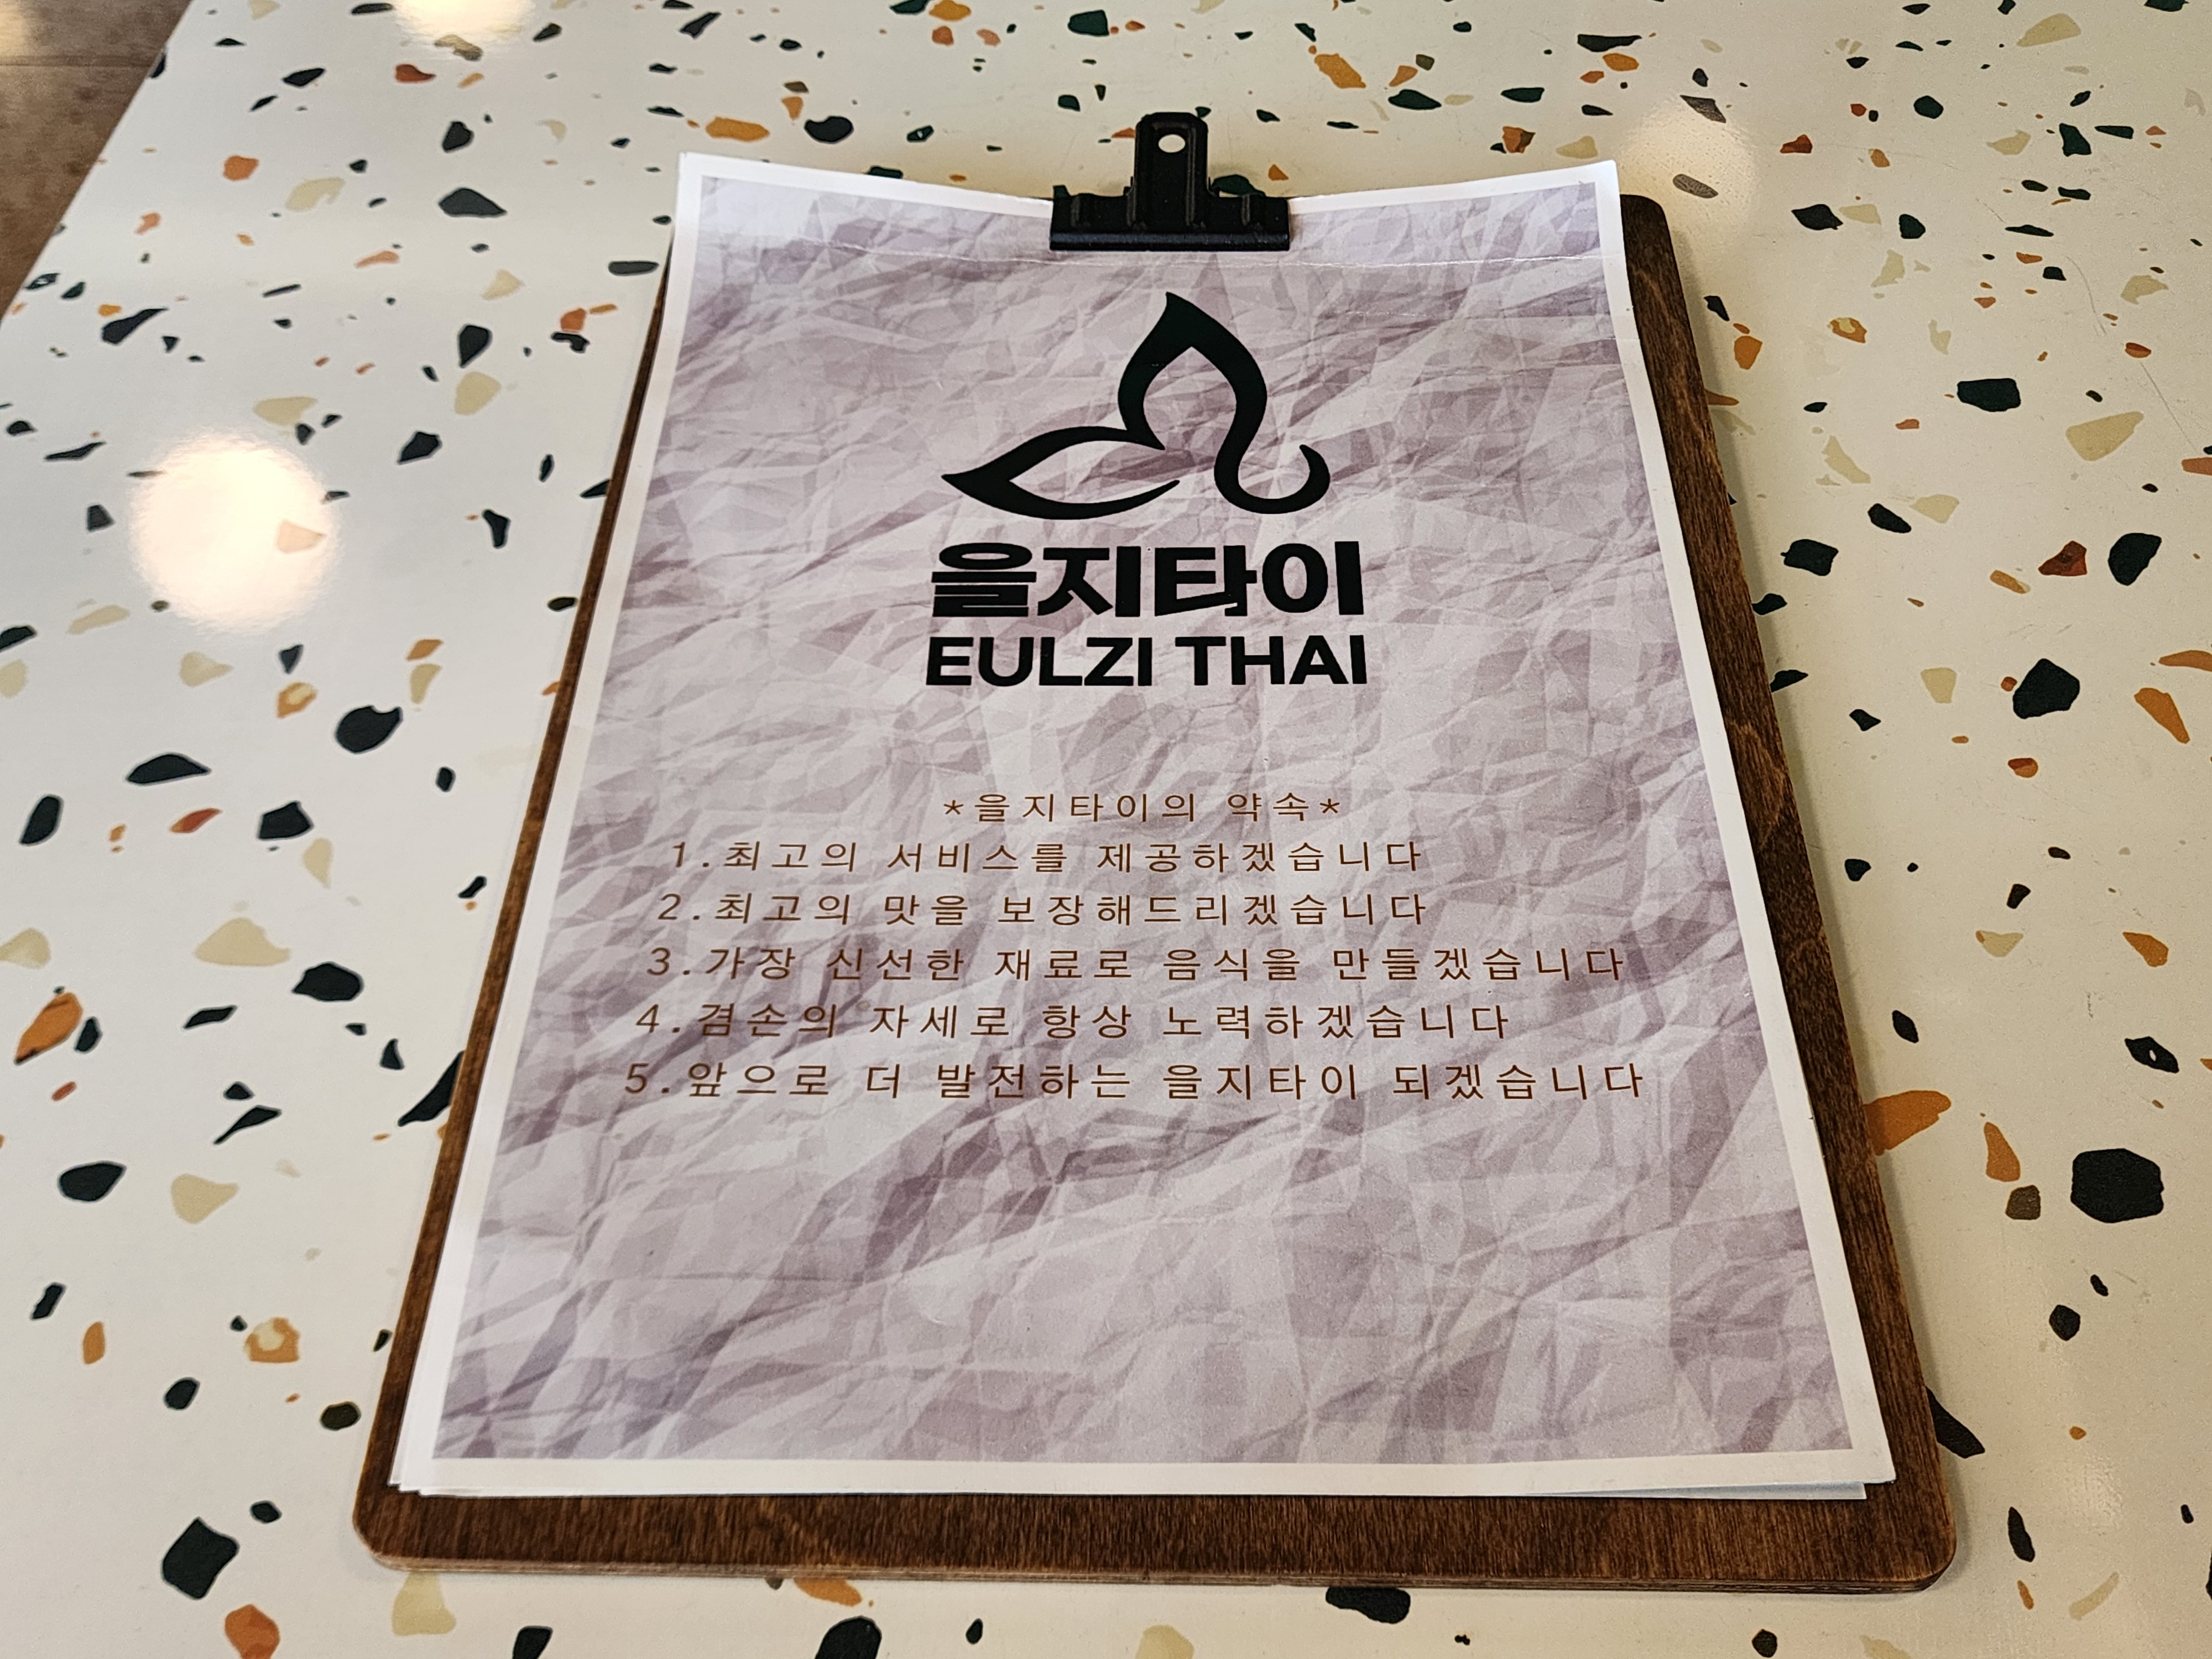 을지타이
EULZI THAI
*을지타이의 약속*
1.최고의 서비스를 제공하겠습니다
2.최고의 맛을 보장해드리겠습니다
3.가장 신선한 재료로 음식을 만들겠습니다
4.겸손의 자세로 항상 노력하겠습니다
5.앞으로 더 발전하는 을지타이 되겠습니다